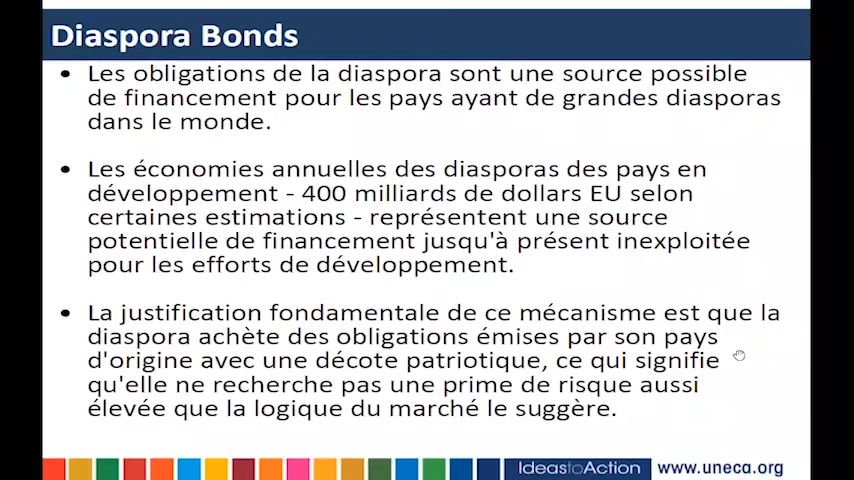 Diaspora Bonds
• Les obligations de la diaspora sont une source possible
de financement pour les pays ayant de grandes diasporas
dans le monde.
• Les économies annuelles des diasporas des pays en
développement - 400 milliards de dollars EU selon
certaines estimations - représentent une source
potentielle de financement jusqu'à présent inexploitée
pour les efforts de développement.
• La justification fondamentale de ce mécanisme est que la
diaspora achète des obligations émises par son pays
d'origine avec une décote patriotique, ce qui signifie
qu'elle ne recherche pas une prime de risque aussi
élevée que la logique du marché le suggère.
IdeastoAction www.uneca.org